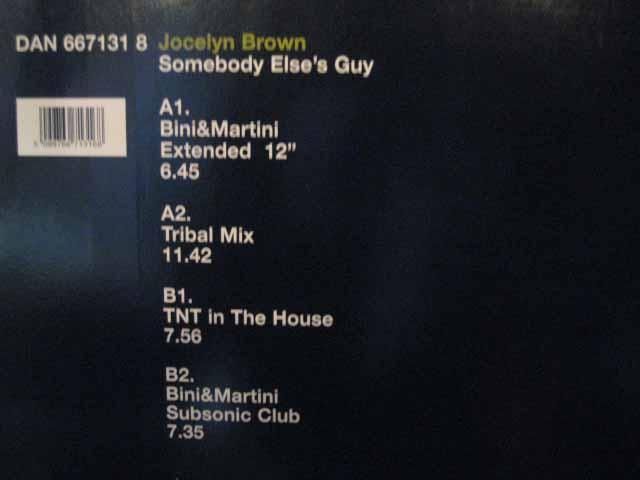 DAN 667131 8 Jocelyn Brown
Somebody Else's Guy
A1.
Bini&Martini
Extended 12"
6.45
A2.
Tribal Mix
11.42
B1.
TNT in The House
7.56
B2.
Bini&Martini
Subsonic Club
7.35